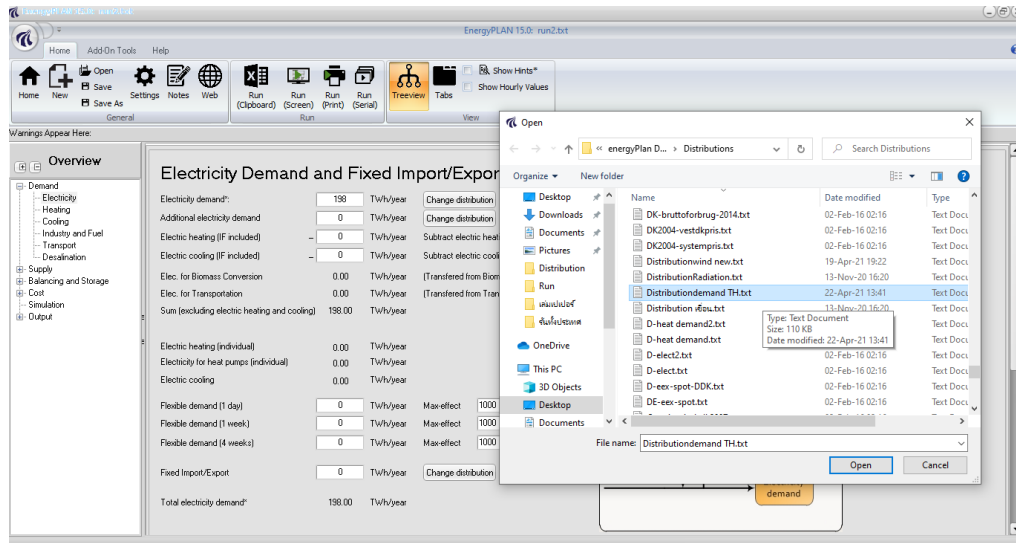 EnergyPLAN 15.0: run2.txt
Home Add-On Tools Help
Home New Open Save Save As Settings Notes Web
General
Run (Clipboard) Run (Screen) Run (Print) Run (Serial)
Run
Treeview Tabs Show Hints* Show Hourly Values
View
Warnings Appear Here:
Overview
Demand
Electricity
Heating
Cooling
Industry and Fuel
Transport
Desalination
Supply
Balancing and Storage
Cost
Simulation
Output
Electricity Demand and Fixed Import/Expor
Electricity demand*: 198 TWh/year Change distribution
Additional electricity demand 0 TWh/year Change distribution
Electric heating (IF included) – 0 TWh/year Subtract electric heati
Electric cooling (IF included) – 0 TWh/year Subtract electric cooli
Elec. for Biomass Conversion 0.00 TWh/year (Transfered from Biom
Elec. for Transportation 0.00 TWh/year (Transfered from Tran
Sum (excluding electric heating and cooling) 198.00 TWh/year
Electric heating (individual) 0.00 TWh/year
Electricity for heat pumps (individual) 0.00 TWh/year
Electric cooling 0.00 TWh/year
Flexible demand (1 day) 0 TWh/year Max-effect 1000
Flexible demand (1 week) 0 TWh/year Max-effect 1000
Flexible demand (4 weeks) 0 TWh/year Max-effect 1000
Fixed Import/Export 0 TWh/year Change distribution
Total electricity demand* 198.00 TWh/year
demand
Open
« energyPlan D... › Distributions
Search Distributions
Organize New folder
Desktop
Downloads
Documents
Pictures
Distribution
Run
OneDrive
This PC
3D Objects
Desktop
Documents
Name Date modified Type
DK-bruttoforbrug-2014.txt 02-Feb-16 02:16 Text Docu
DK2004-vestdkpris.txt 02-Feb-16 02:16 Text Docu
DK2004-systempris.txt 02-Feb-16 02:16 Text Docu
Distributionwind new.txt 19-Apr-21 19:22 Text Docu
DistributionRadiation.txt 13-Nov-20 16:20 Text Docu
Distributiondemand TH.txt 22-Apr-21 13:41 Text Docu
Distribution เขื่อน.txt 13-Nov-20 16:20 Text Docu
D-heat demand2.txt Text Docu
D-heat demand.txt Text Docu
D-elect2.txt 02-Feb-16 02:16 Text Docu
D-elect.txt 02-Feb-16 02:16 Text Docu
D-eex-spot-DDK.txt 02-Feb-16 02:16 Text Docu
DE-eex-spot.txt 02-Feb-16 02:16 Text Docu
Type: Text Document
Size: 110 KB
Date modified: 22-Apr-21 13:41
File name: Distributiondemand TH.txt
Open Cancel